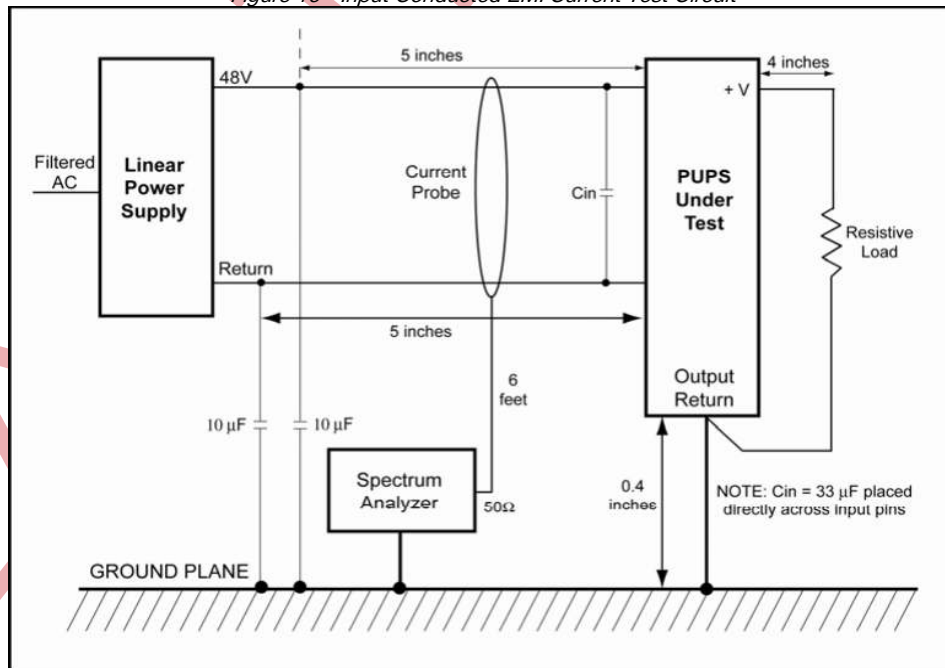 Figure 10 - Input Conducted EMI Current Test Circuit
5 inches
48V
4 inches
+ V
Filtered
AC
Linear
Power
Supply
Current
Probe
Cin
PUPS
Under
Test
Resistive
Load
Return
5 inches
6
feet
Output
Return
10 µF
10 µF
Spectrum
Analyzer
50Ω
0.4
inches
NOTE: Cin = 33 µF placed
directly across input pins
GROUND PLANE